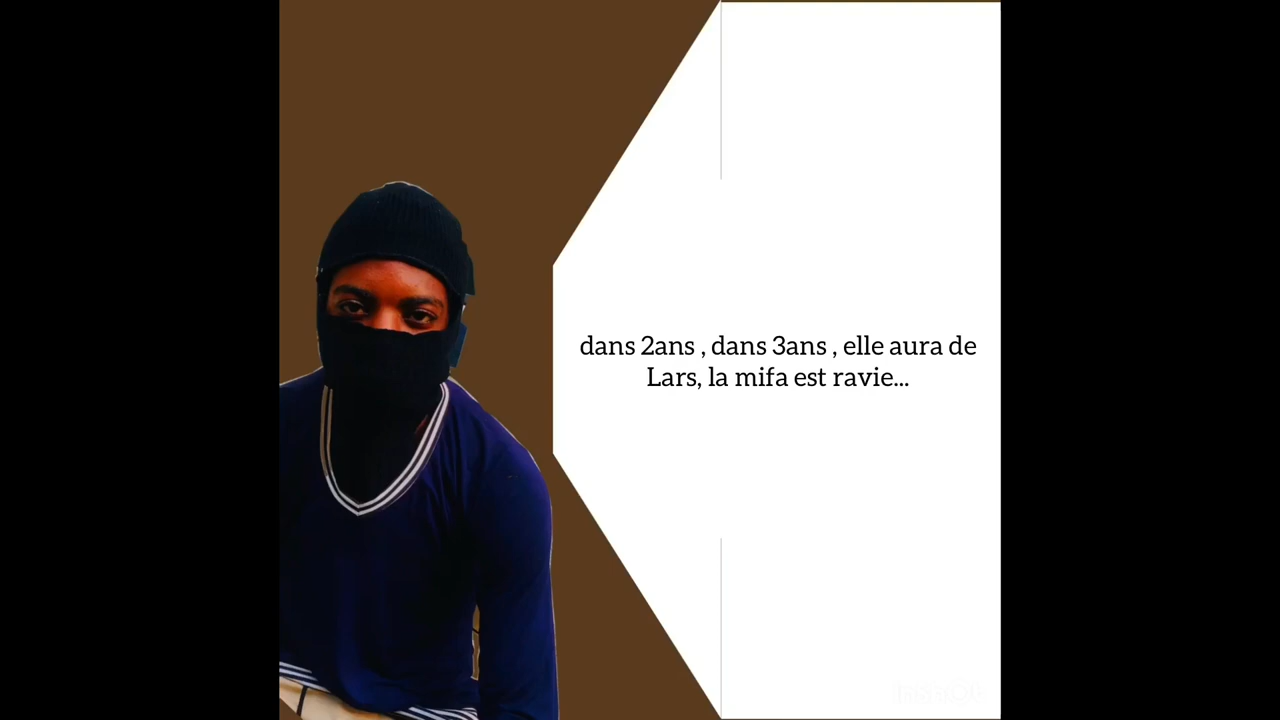 dans 2ans , dans 3ans , elle aura de
Lars, la mifa est ravie...